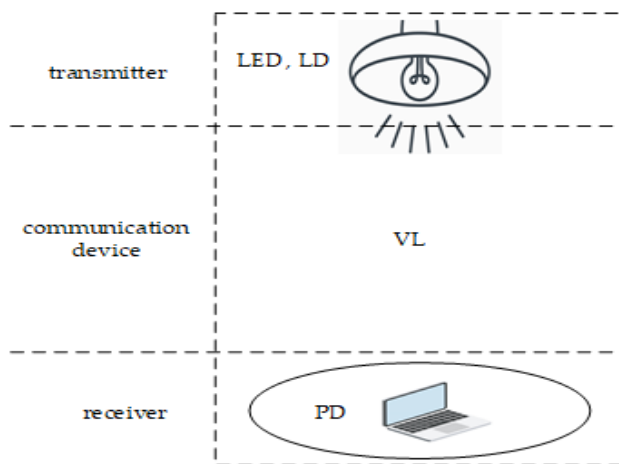 transmitter
LED , LD
communication
device
VL
receiver
PD